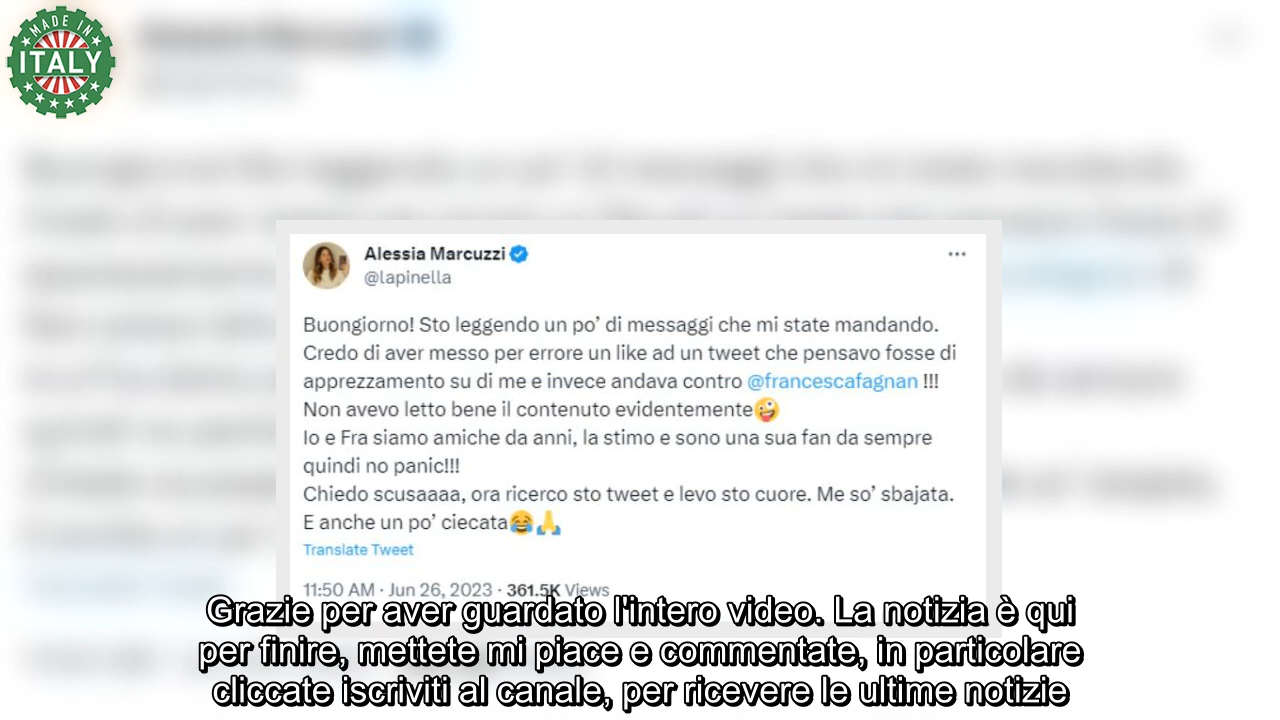 MADE IN
ITALY
Alessia Marcuzzi
@lapinella
Buongiorno! Sto leggendo un po’ di messaggi che mi state mandando.
Credo di aver messo per errore un like ad un tweet che pensavo fosse di
apprezzamento su di me e invece andava contro @francescafagnan !!!
Non avevo letto bene il contenuto evidentemente🤪
Io e Fra siamo amiche da anni, la stimo e sono una sua fan da sempre
quindi no panic!!!
Chiedo scusaaaa, ora ricerco sto tweet e levo sto cuore. Me so’ sbajata.
E anche un po’ ciecata😂🙏
Translate Tweet
11:50 AM · Jun 26, 2023 · 361.5K Views
Grazie per aver guardato l'intero video. La notizia è qui
per finire, mettete mi piace e commentate, in particolare
cliccate iscriviti al canale, per ricevere le ultime notizie